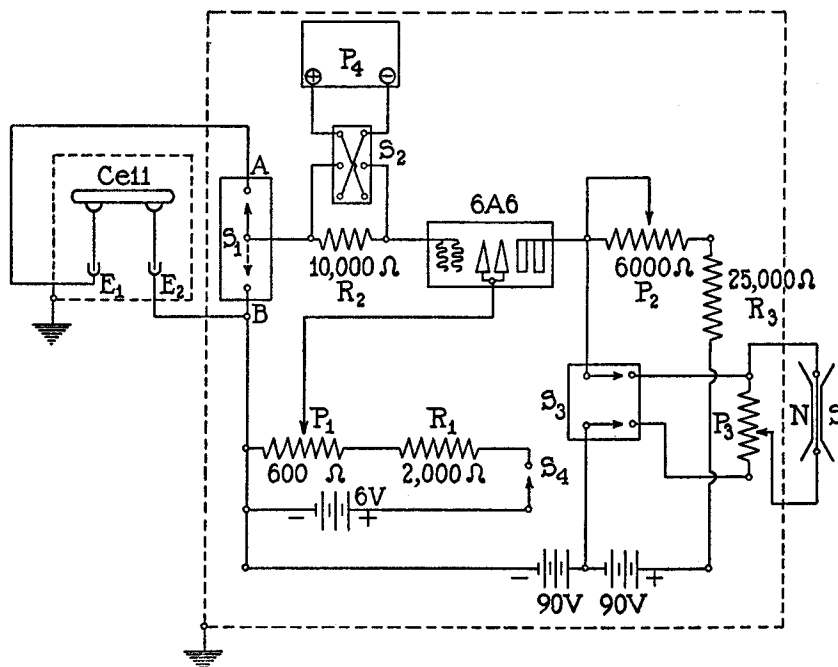 P4
+ −
S2
A
Cell
S1
6A6
10,000 Ω
R2
6000 Ω
P2
25,000 Ω
R3
E1 E2
B
S3
N S
P3
P1
R1
600 Ω
2,000 Ω
S4
6V
− +
− +
90V 90V